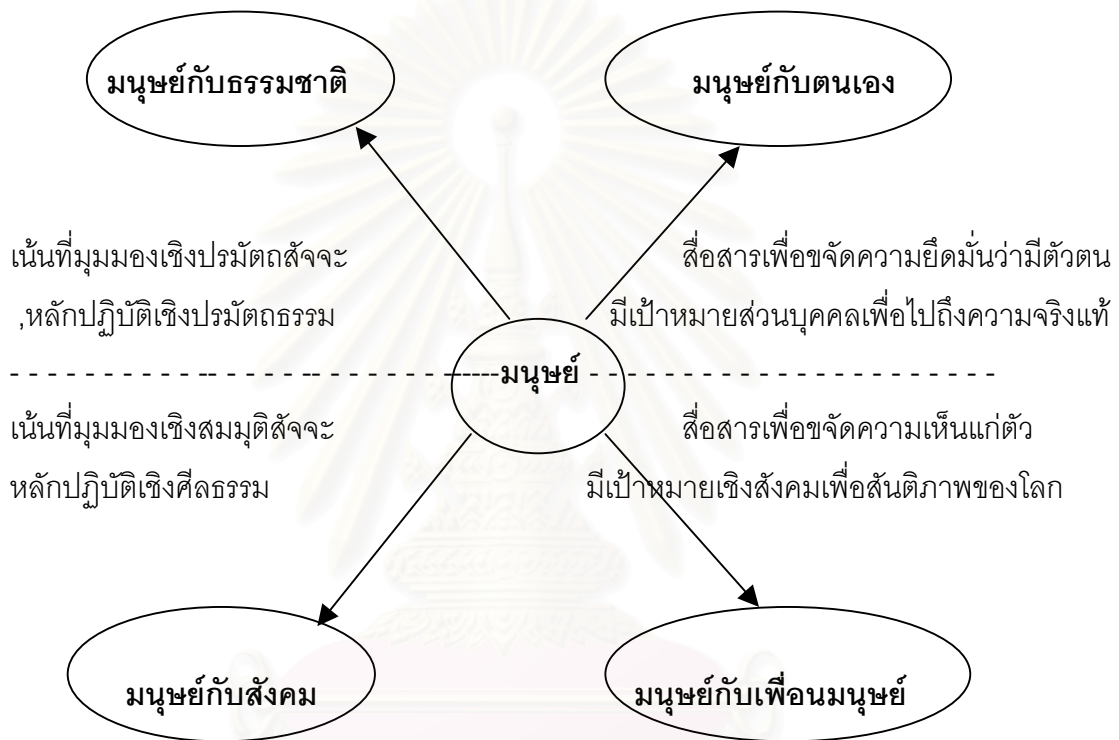 มนุษย์กับธรรมชาติ มนุษย์กับตนเอง
เน้นที่มุมมองเชิงปรมัตถสัจจะ สื่อสารเพื่อขจัดความยึดมั่นว่ามีตัวตน
,หลักปฏิบัติเชิงปรมัตถธรรม มีเป้าหมายส่วนบุคคลเพื่อไปถึงความจริงแท้
มนุษย์
เน้นที่มุมมองเชิงสมมุติสัจจะ สื่อสารเพื่อขจัดความเห็นแก่ตัว
หลักปฏิบัติเชิงศีลธรรม มีเป้าหมายเชิงสังคมเพื่อสันติภาพของโลก
มนุษย์กับสังคม มนุษย์กับเพื่อนมนุษย์